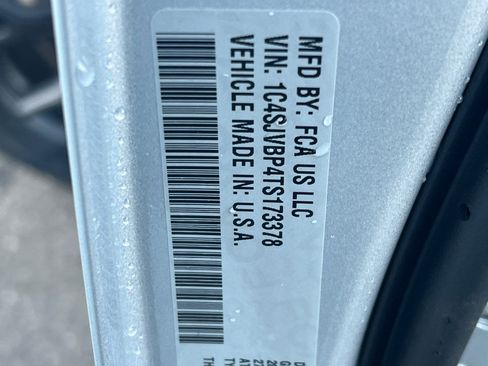 MFD BY: FCA US LLC
VIN: 1C4SJVBP4TS173378
VEHICLE MADE IN: U.S.A.